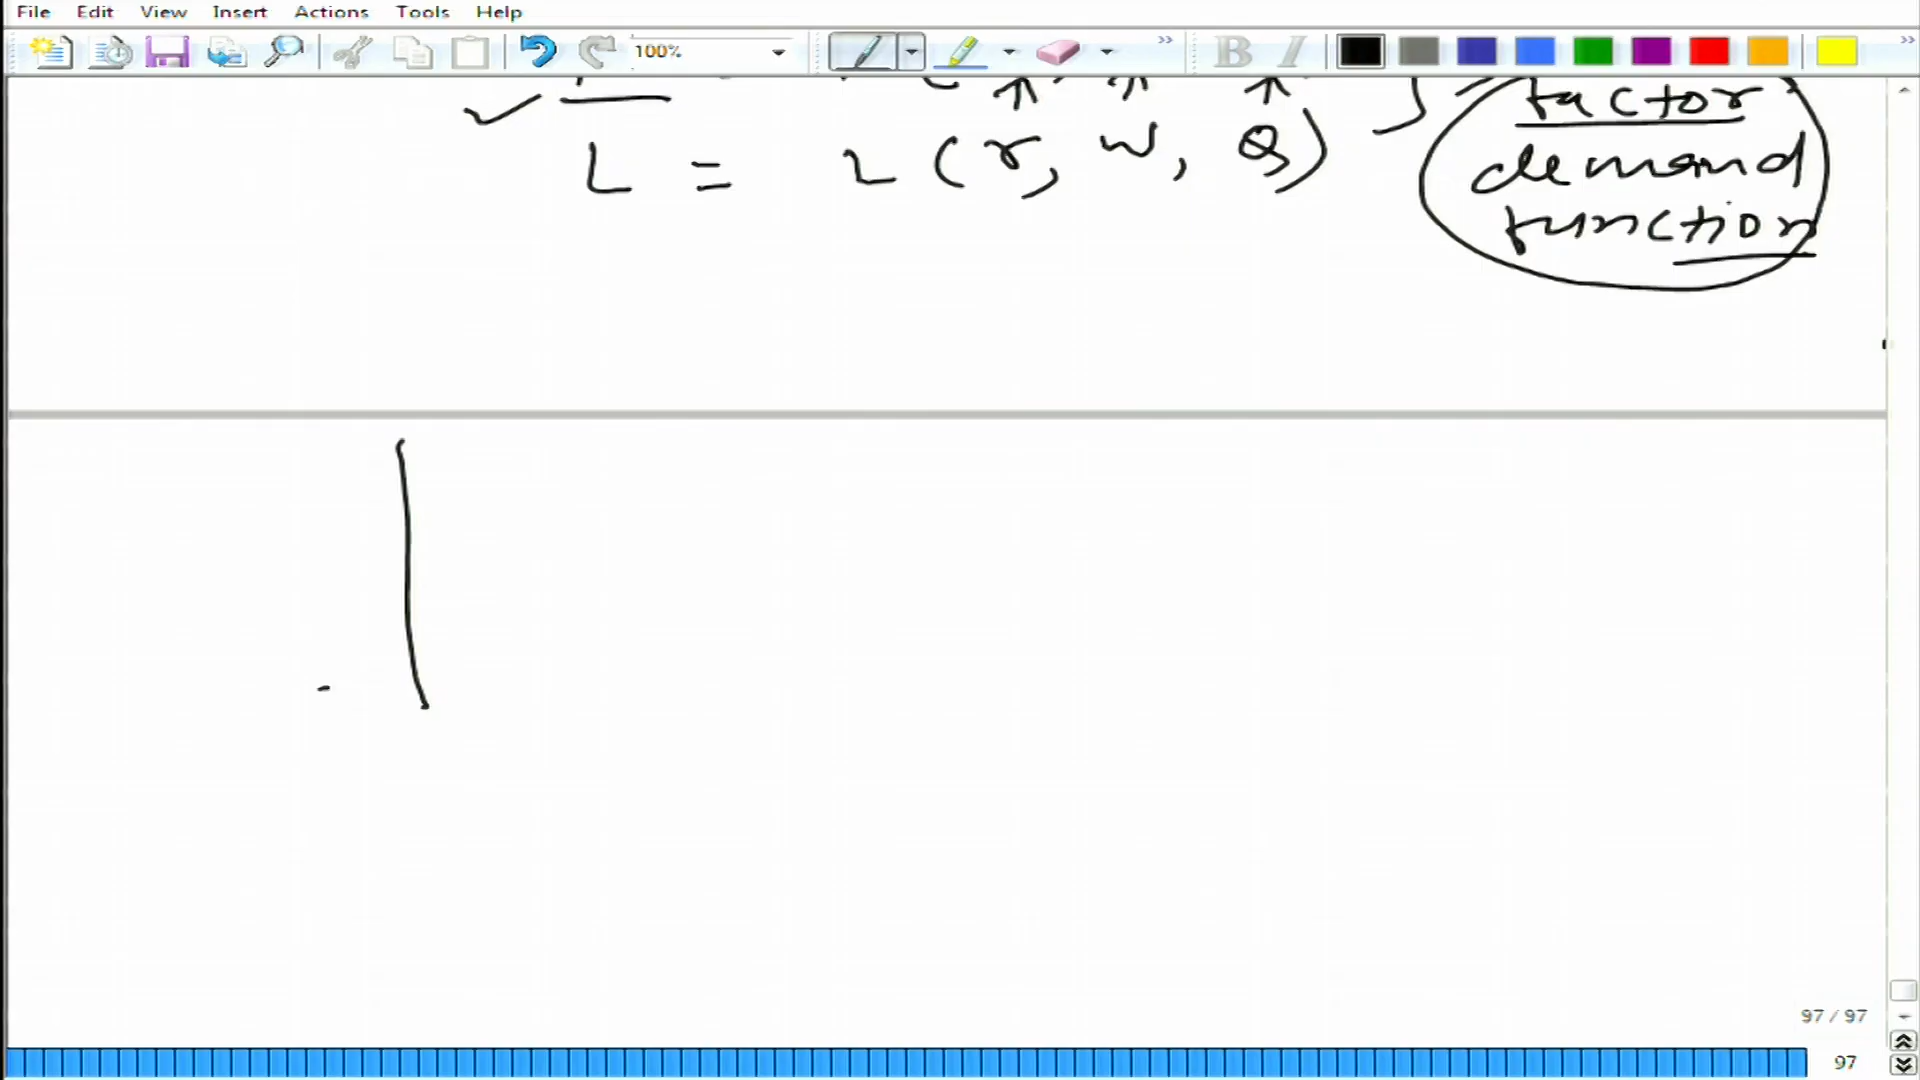 File Edit View Insert Actions Tools Help
100% B I
L = L (r, w, Q)
factor
demand
function
97 / 97
97